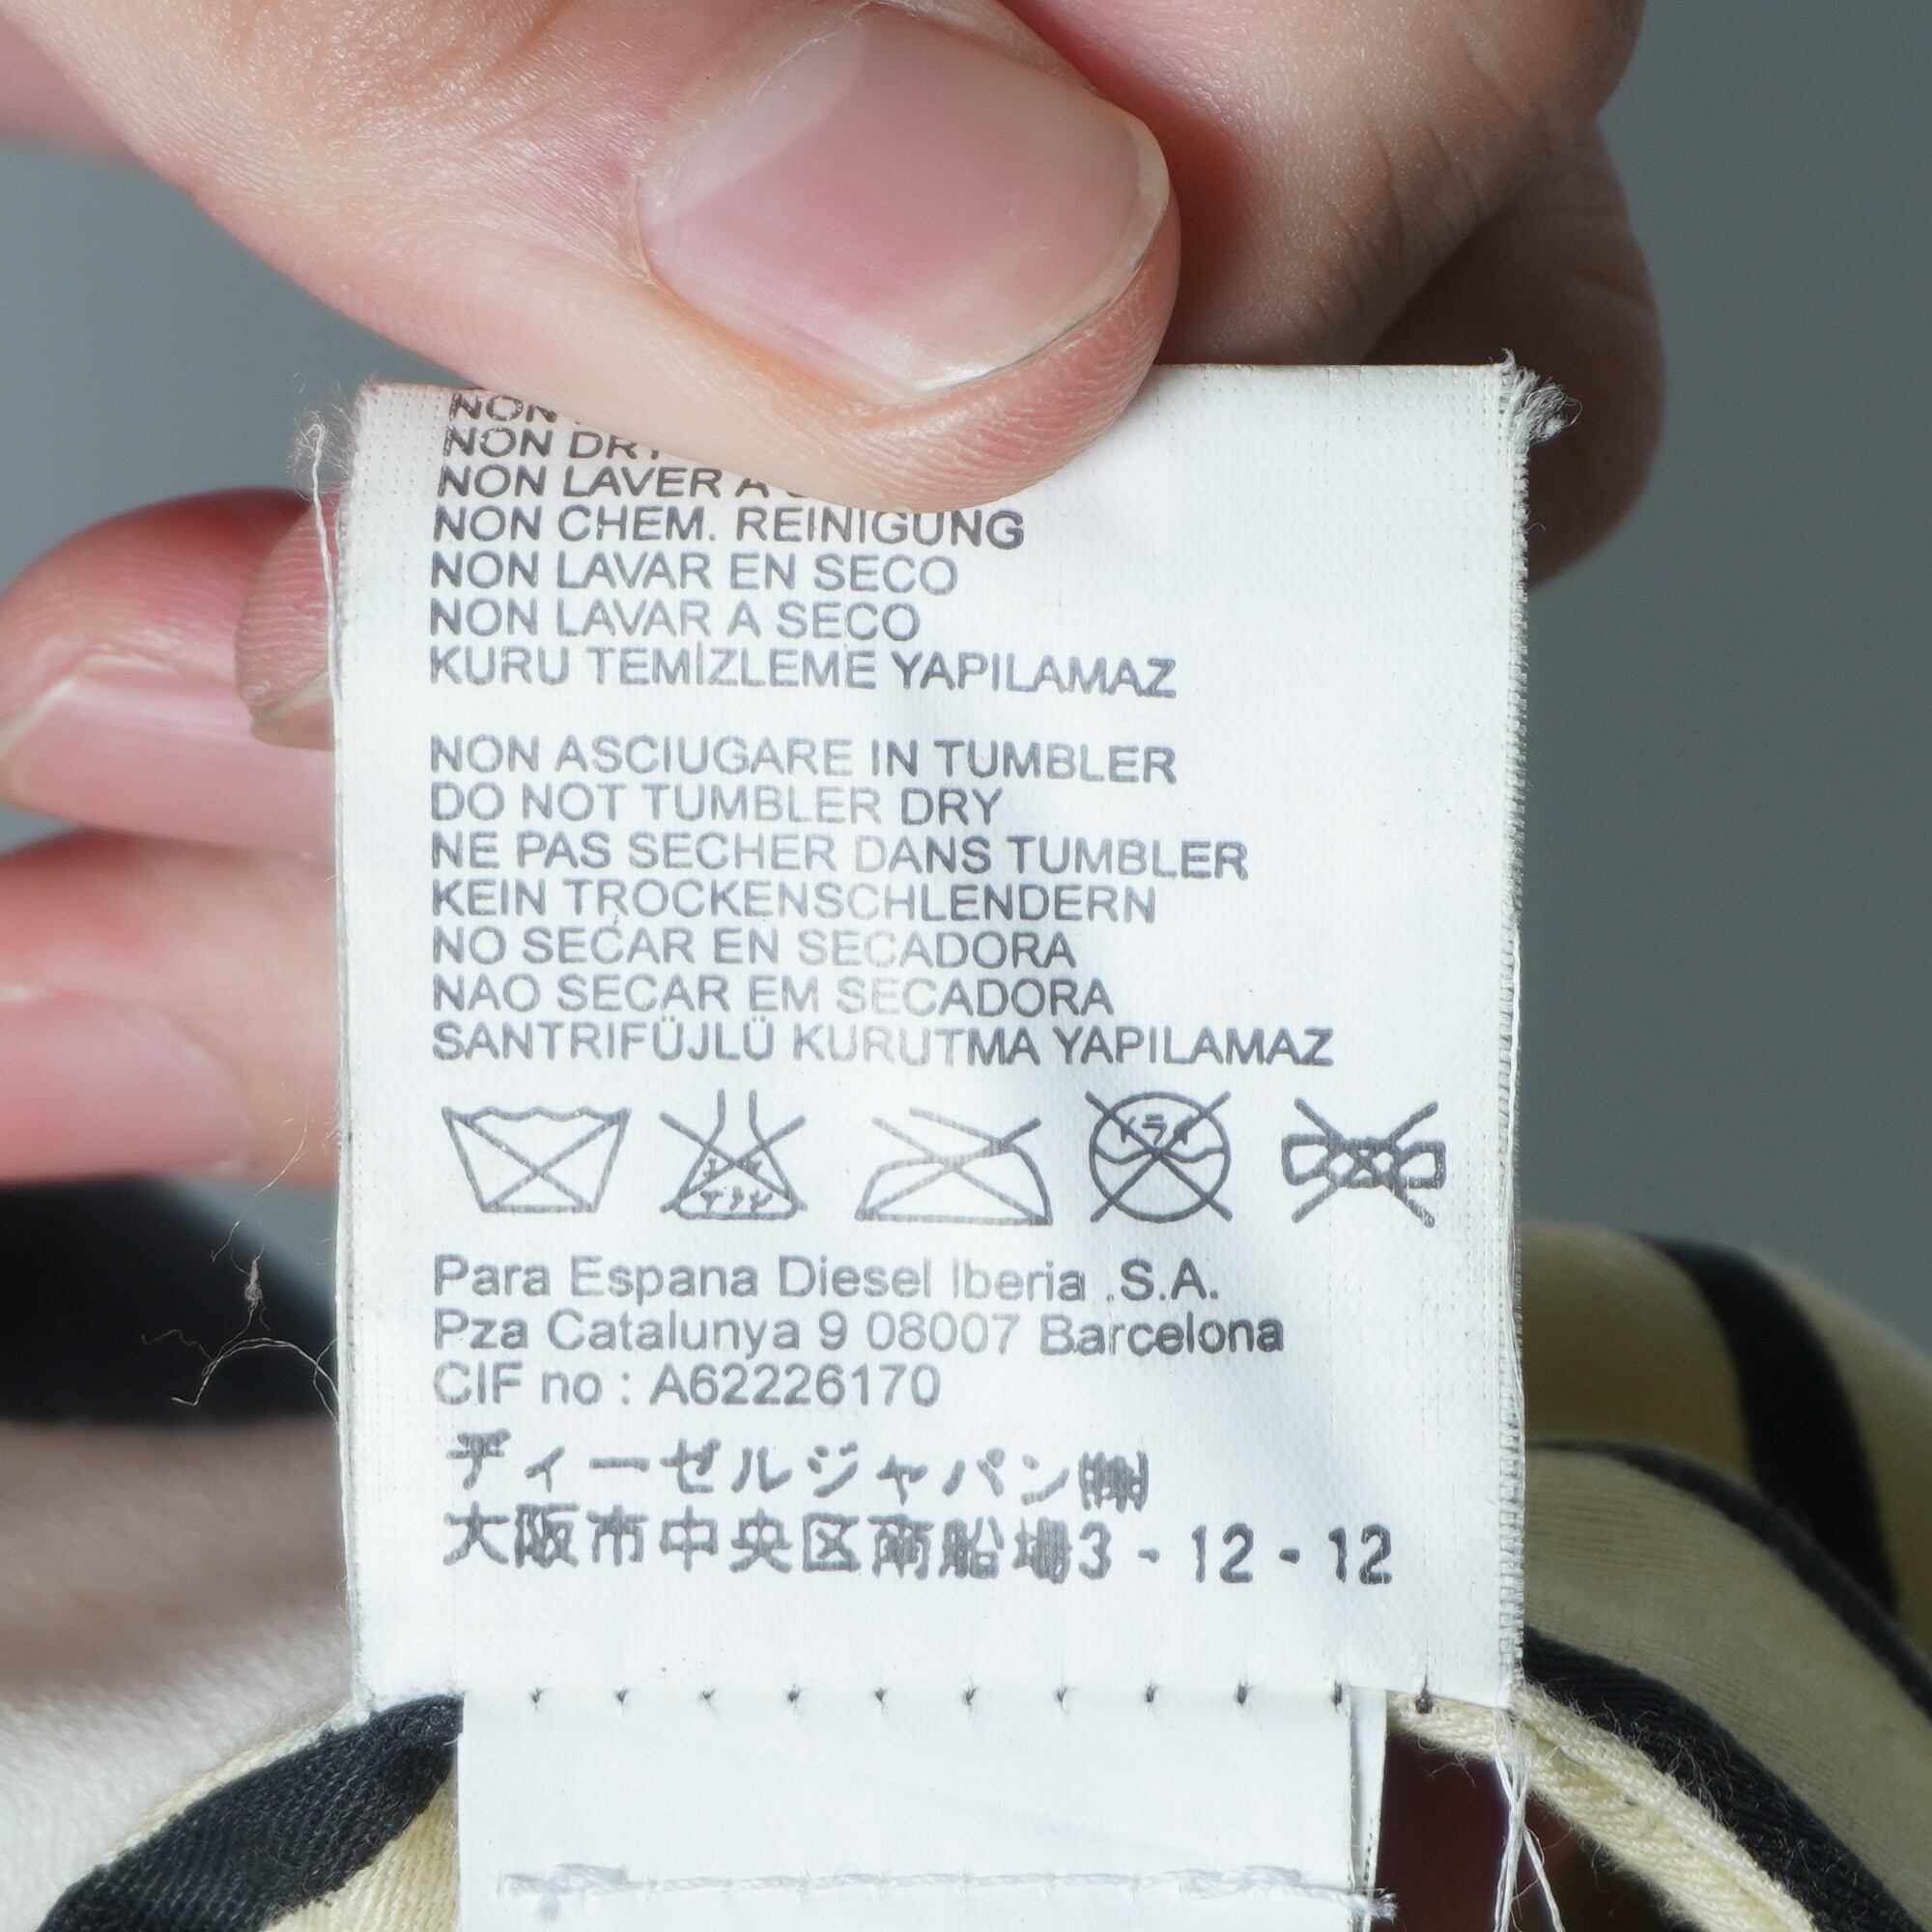 NON
NON DRY
NON LAVER A
NON CHEM. REINIGUNG
NON LAVAR EN SECO
NON LAVAR A SECO
KURU TEMİZLEME YAPILAMAZ
NON ASCIUGARE IN TUMBLER
DO NOT TUMBLER DRY
NE PAS SECHER DANS TUMBLER
KEIN TROCKENSCHLENDERN
NO SECAR EN SECADORA
NAO SECAR EM SECADORA
SANTRIFÜJLÜ KURUTMA YAPILAMAZ
Para Espana Diesel Iberia .S.A.
Pza Catalunya 9 08007 Barcelona
CIF no : A62226170
ディーゼルジャパン㈱
大阪市中央区南船場3 - 12 - 12